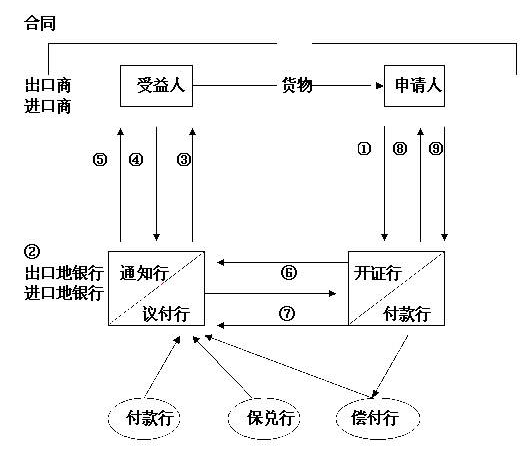 合同
出口商 受益人 货物 申请人
进口商
⑤ ④ ③ ① ⑧ ⑨
②
出口地银行 通知行 ⑥ 开证行
进口地银行
议付行 ⑦ 付款行
付款行 保兑行 偿付行